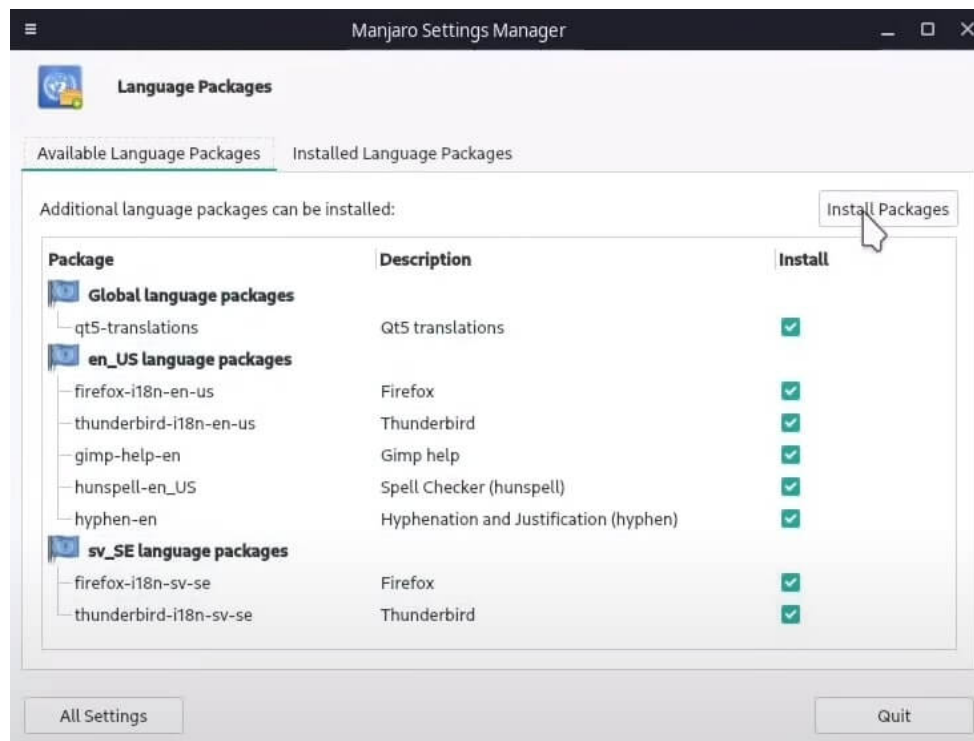 Manjaro Settings Manager
Language Packages
Available Language Packages Installed Language Packages
Additional language packages can be installed: Install Packages
Package Description Install
Global language packages
qt5-translations Qt5 translations
en_US language packages
firefox-i18n-en-us Firefox
thunderbird-i18n-en-us Thunderbird
gimp-help-en Gimp help
hunspell-en_US Spell Checker (hunspell)
hyphen-en Hyphenation and Justification (hyphen)
sv_SE language packages
firefox-i18n-sv-se Firefox
thunderbird-i18n-sv-se Thunderbird
All Settings Quit